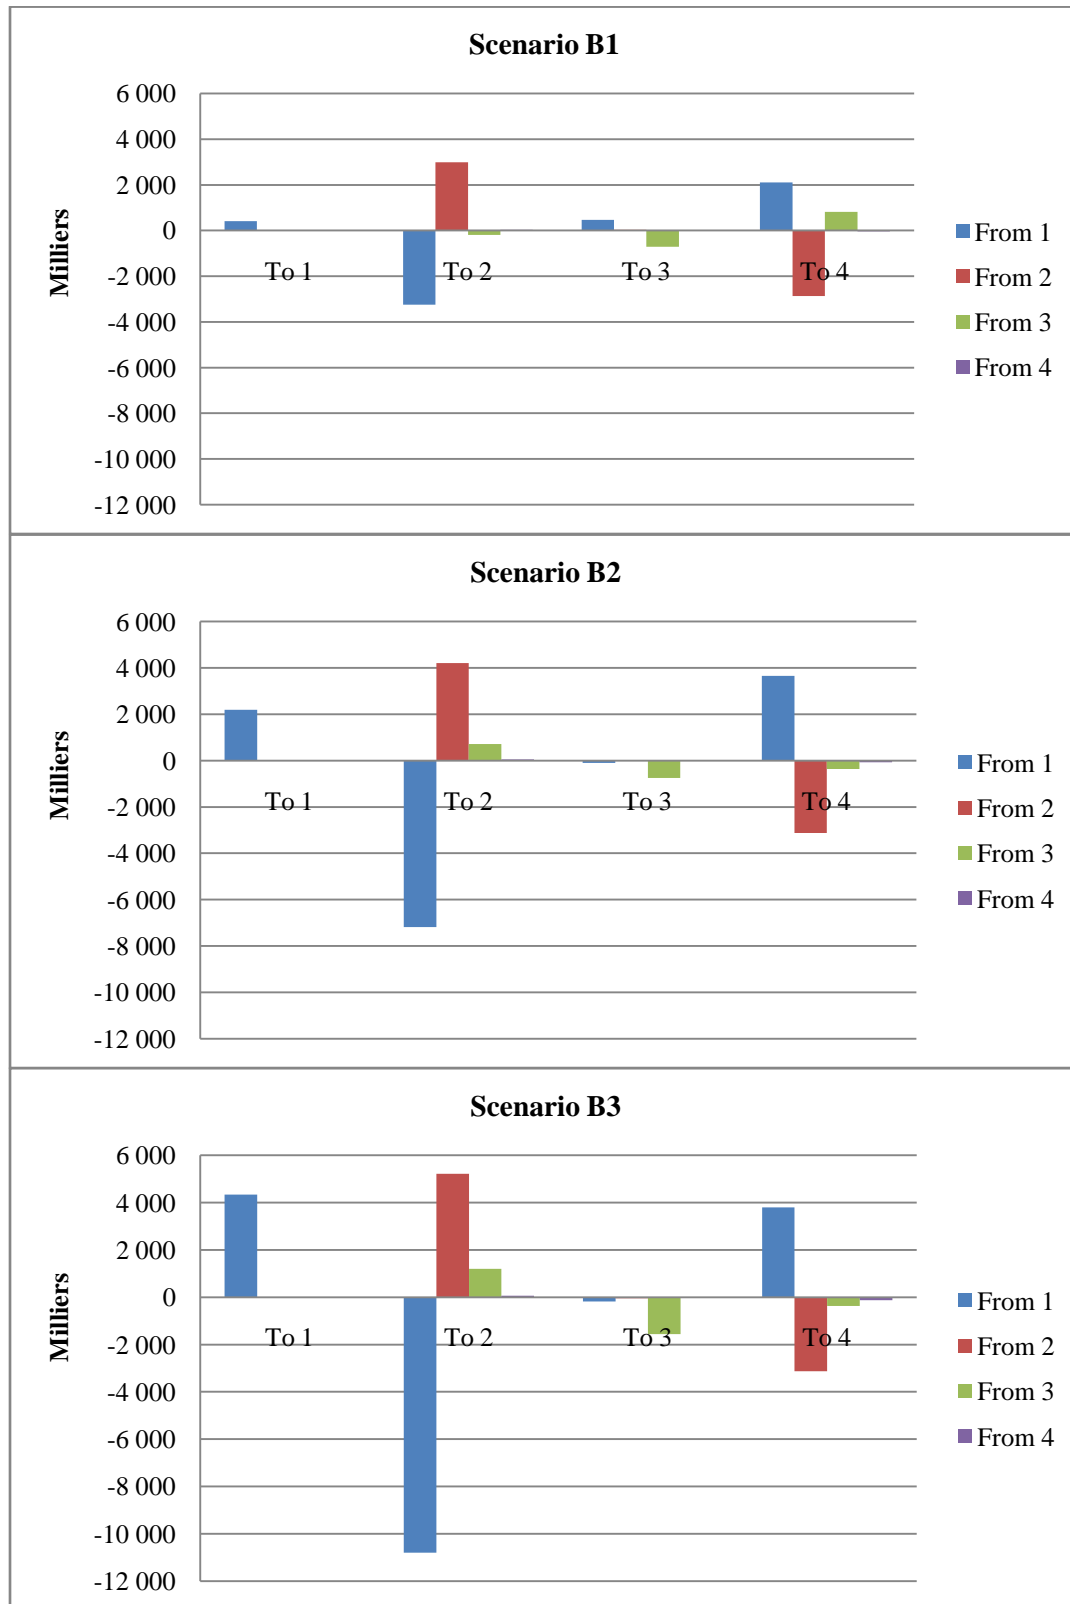 Scenario B1
6 000
4 000
2 000
0
-2 000
-4 000
-6 000
-8 000
-10 000
-12 000
Milliers
To 1 To 2 To 3 To 4
From 1
From 2
From 3
From 4
Scenario B2
6 000
4 000
2 000
0
-2 000
-4 000
-6 000
-8 000
-10 000
-12 000
Milliers
To 1 To 2 To 3 To 4
From 1
From 2
From 3
From 4
Scenario B3
6 000
4 000
2 000
0
-2 000
-4 000
-6 000
-8 000
-10 000
-12 000
Milliers
To 1 To 2 To 3 To 4
From 1
From 2
From 3
From 4